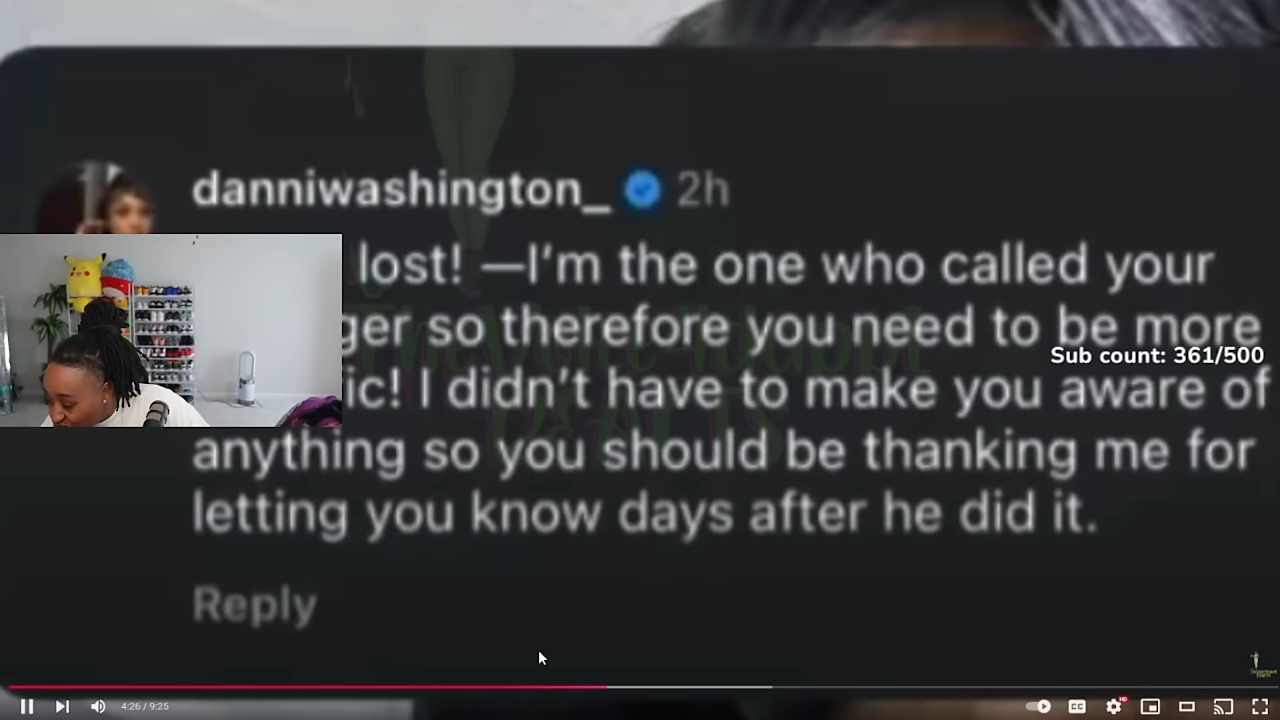 danniwashington_ 2h
lost! —I'm the one who called your
ger so therefore you need to be more
Sub count: 361/500
ic! I didn't have to make you aware of
anything so you should be thanking me for
letting you know days after he did it.
Reply
4:26 / 9:25
CC
HD